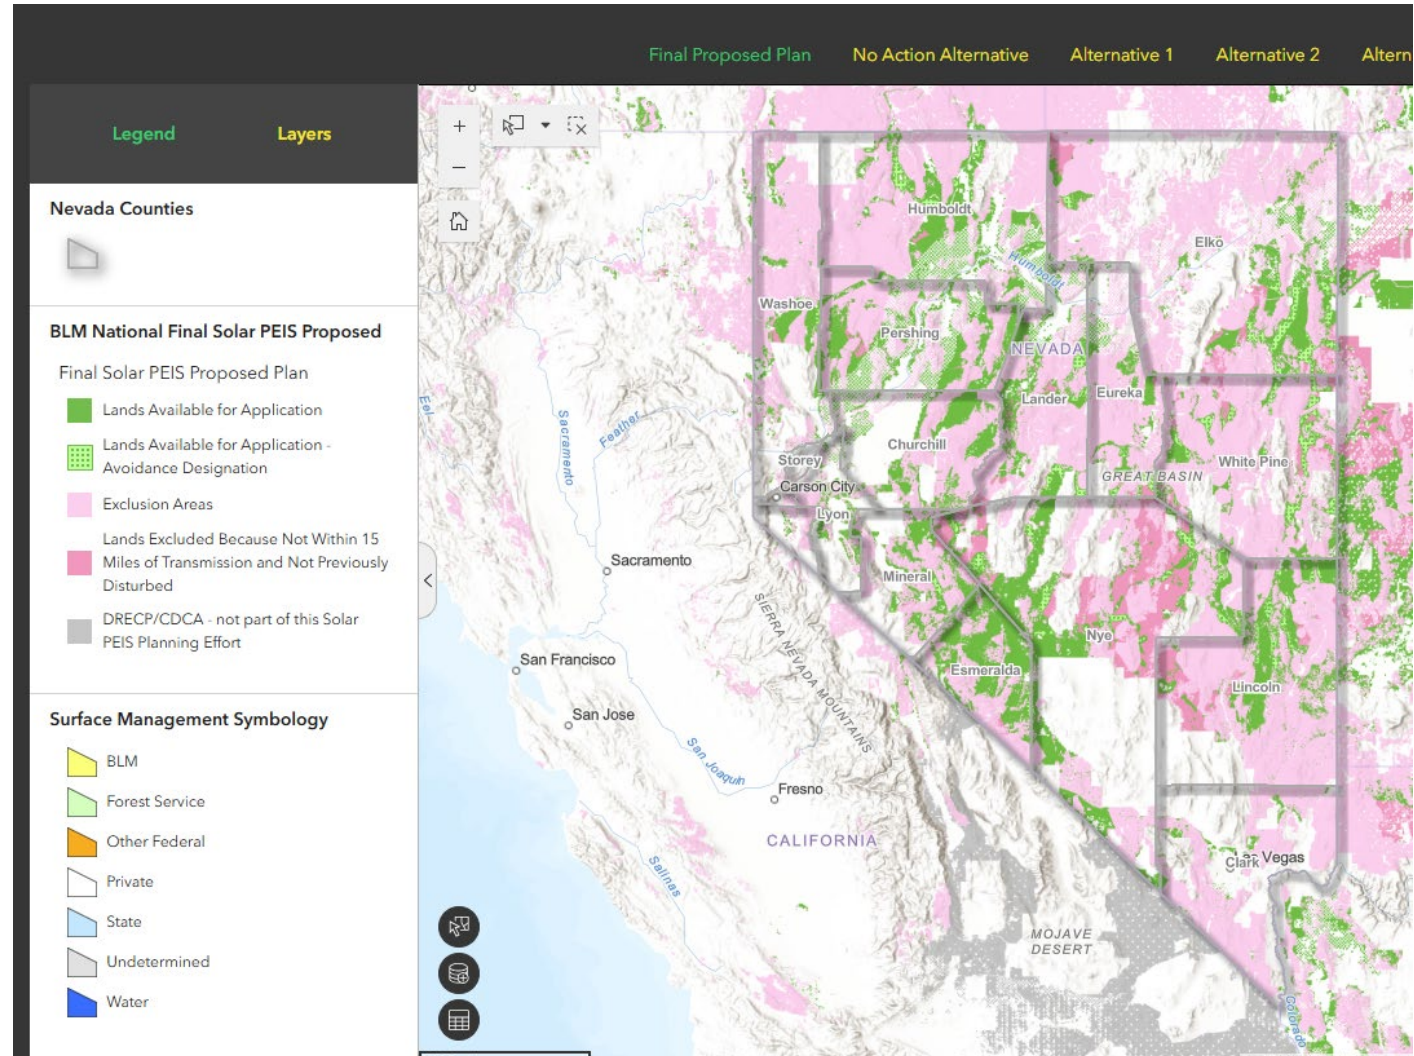 Final Proposed Plan
No Action Alternative
Alternative 1
Alternative 2
Altern
Legend
Layers
Nevada Counties
BLM National Final Solar PEIS Proposed
Final Solar PEIS Proposed Plan
Lands Available for Application
Lands Available for Application -
Avoidance Designation
Exclusion Areas
Lands Excluded Because Not Within 15
Miles of Transmission and Not Previously
Disturbed
DRECP/CDCA - not part of this Solar
PEIS Planning Effort
Surface Management Symbology
BLM
Forest Service
Other Federal
Private
State
Undetermined
Water
+
−
Humboldt
Elko
Humboldt
Washoe
Pershing
NEVADA
Lander
Eureka
Eel
Sacramento
Feather
Churchill
Storey
White Pine
GREAT BASIN
Carson City
Lyon
Sacramento
Mineral
SIERRA NEVADA MOUNTAINS
Nye
San Francisco
Esmeralda
Lincoln
San Jose
San Joaquin
Fresno
CALIFORNIA
Salinas
Clark
Las Vegas
MOJAVE
DESERT
Colorado